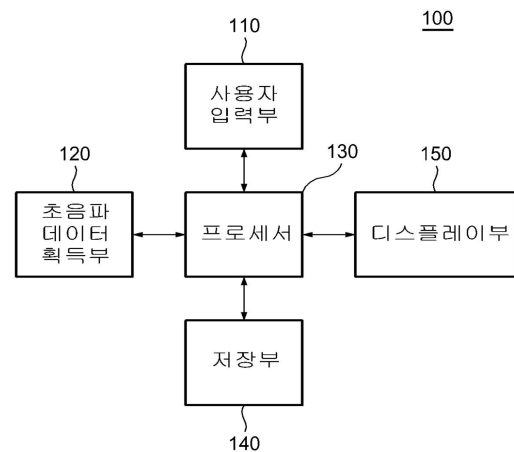 100
110
사용자
입력부
120
130
150
초음파
데이터
획득부
프로세서
디스플레이부
저장부
140